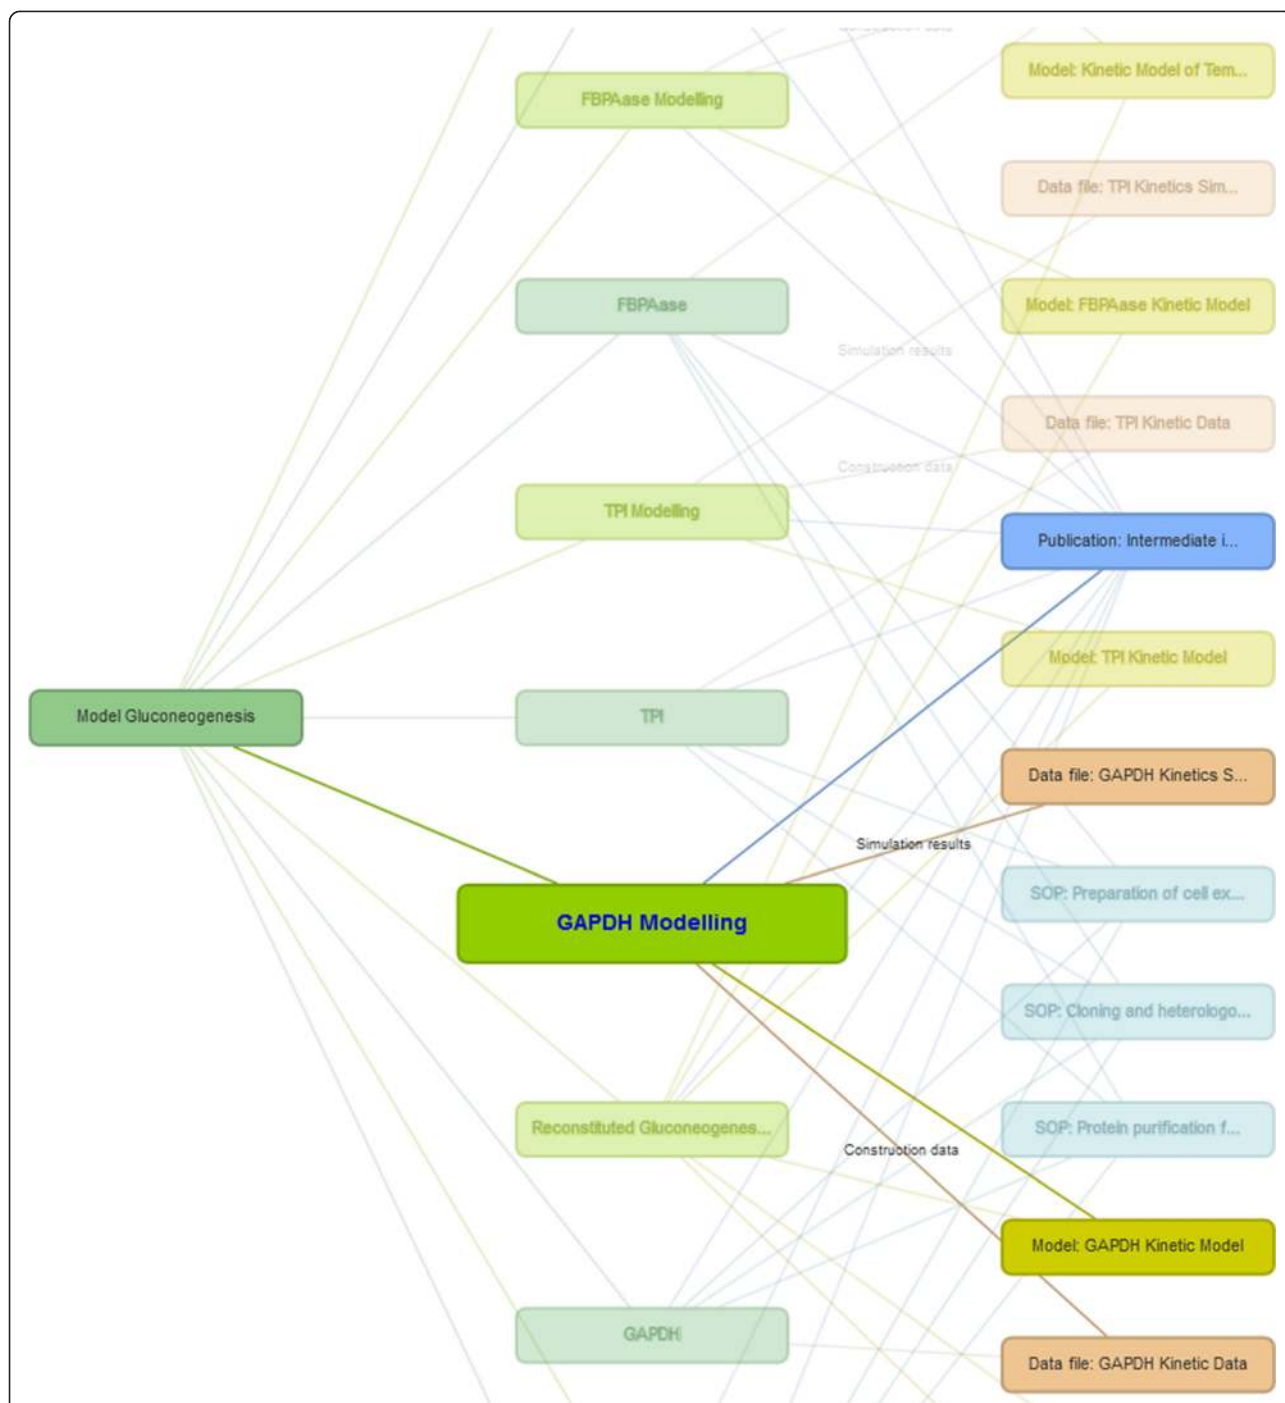 Construction data
Model: Kinetic Model of Tem...
FBPAase Modelling
Data file: TPI Kinetics Sim...
FBPAase
Model: FBPAase Kinetic Model
Simulation results
Data file: TPI Kinetic Data
Construction data
TPI Modelling
Publication: Intermediate i...
Model: TPI Kinetic Model
Model Gluconeogenesis
TPI
Data file: GAPDH Kinetics S...
Simulation results
SOP: Preparation of cell ex...
GAPDH Modelling
SOP: Cloning and heterologo...
Reconstituted Gluconeogenes...
SOP: Protein purification f...
Construction data
Model: GAPDH Kinetic Model
GAPDH
Data file: GAPDH Kinetic Data